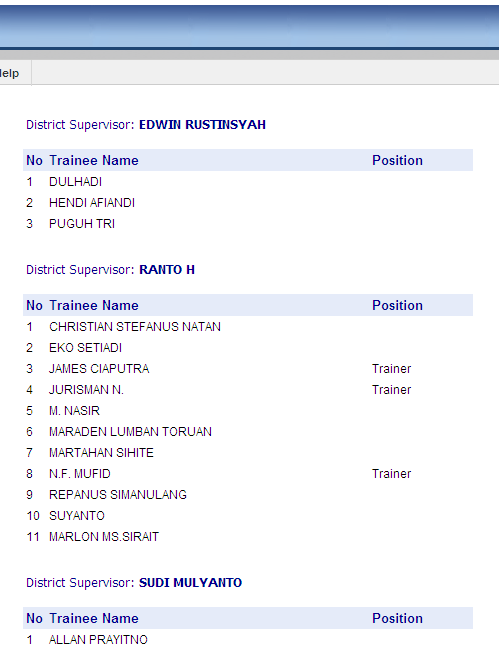 Help
District Supervisor: EDWIN RUSTINSYAH
No Trainee Name Position
1 DULHADI
2 HENDI AFIANDI
3 PUGUH TRI
District Supervisor: RANTO H
No Trainee Name Position
1 CHRISTIAN STEFANUS NATAN
2 EKO SETIADI
3 JAMES CIAPUTRA Trainer
4 JURISMAN N. Trainer
5 M. NASIR
6 MARADEN LUMBAN TORUAN
7 MARTAHAN SIHITE
8 N.F. MUFID Trainer
9 REPANUS SIMANULANG
10 SUYANTO
11 MARLON MS.SIRAIT
District Supervisor: SUDI MULYANTO
No Trainee Name Position
1 ALLAN PRAYITNO